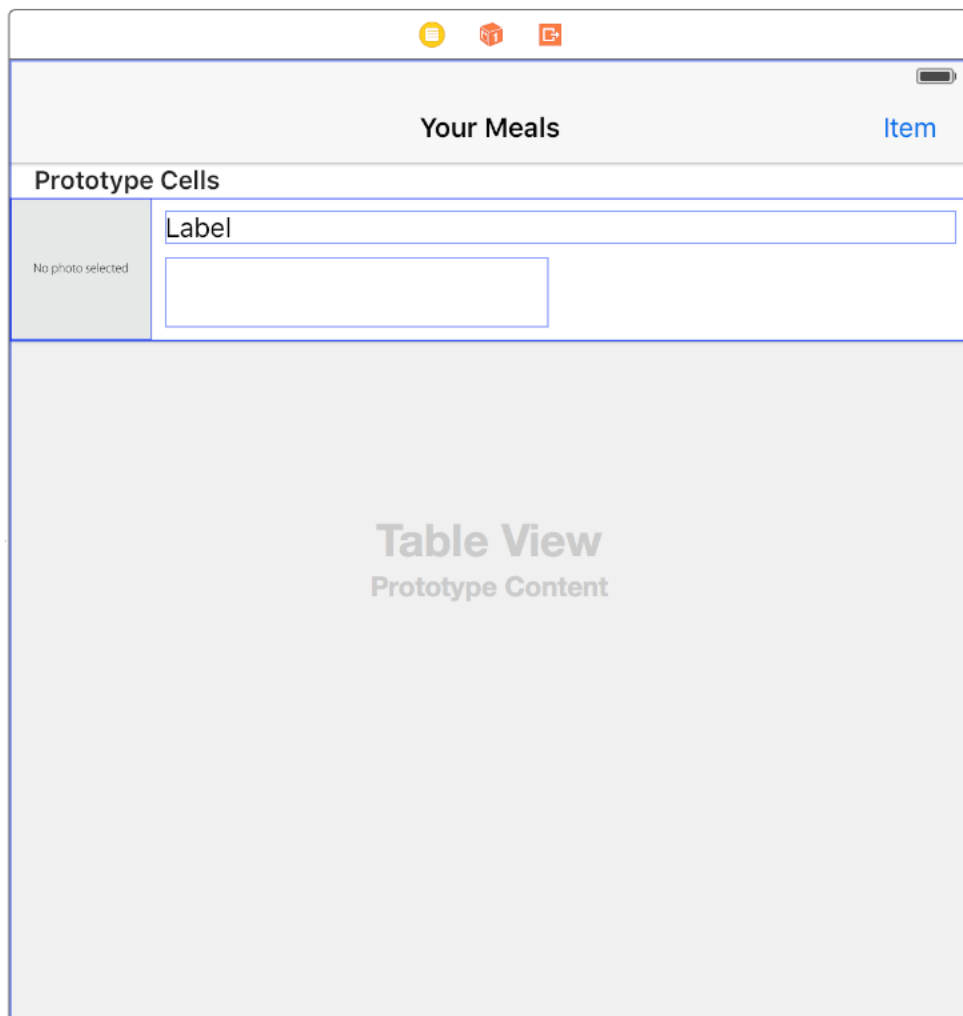 Your Meals
Item
Prototype Cells
Label
No photo selected
Table View
Prototype Content